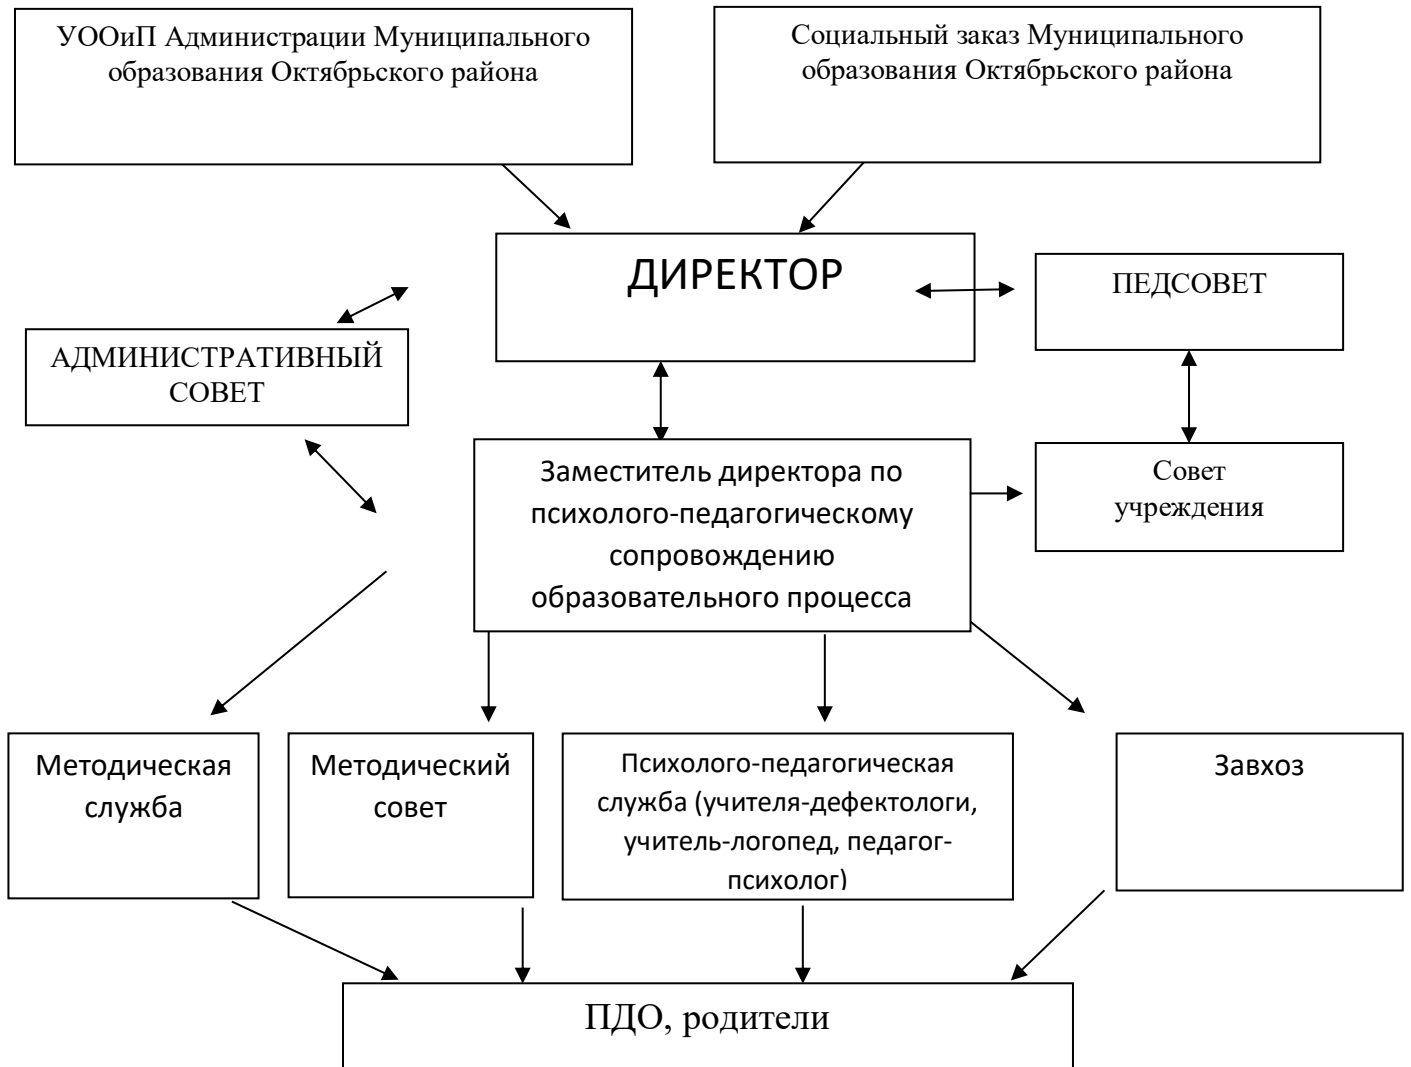 УООиП Администрации Муниципального
образования Октябрьского района
Социальный заказ Муниципального
образования Октябрьского района
ДИРЕКТОР
ПЕДСОВЕТ
АДМИНИСТРАТИВНЫЙ
СОВЕТ
Заместитель директора по
психолого-педагогическому
сопровождению
образовательного процесса
Совет
учреждения
Методическая
служба
Методический
совет
Психолого-педагогическая
служба (учителя-дефектологи,
учитель-логопед, педагог-
психолог)
Завхоз
ПДО, родители